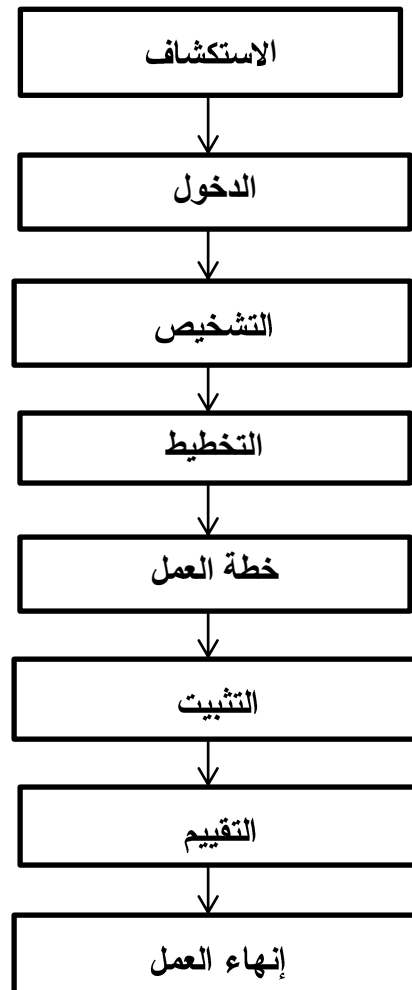 الاستكشاف
الدخول
التشخيص
التخطيط
خطة العمل
التثبيت
التقييم
إنهاء العمل